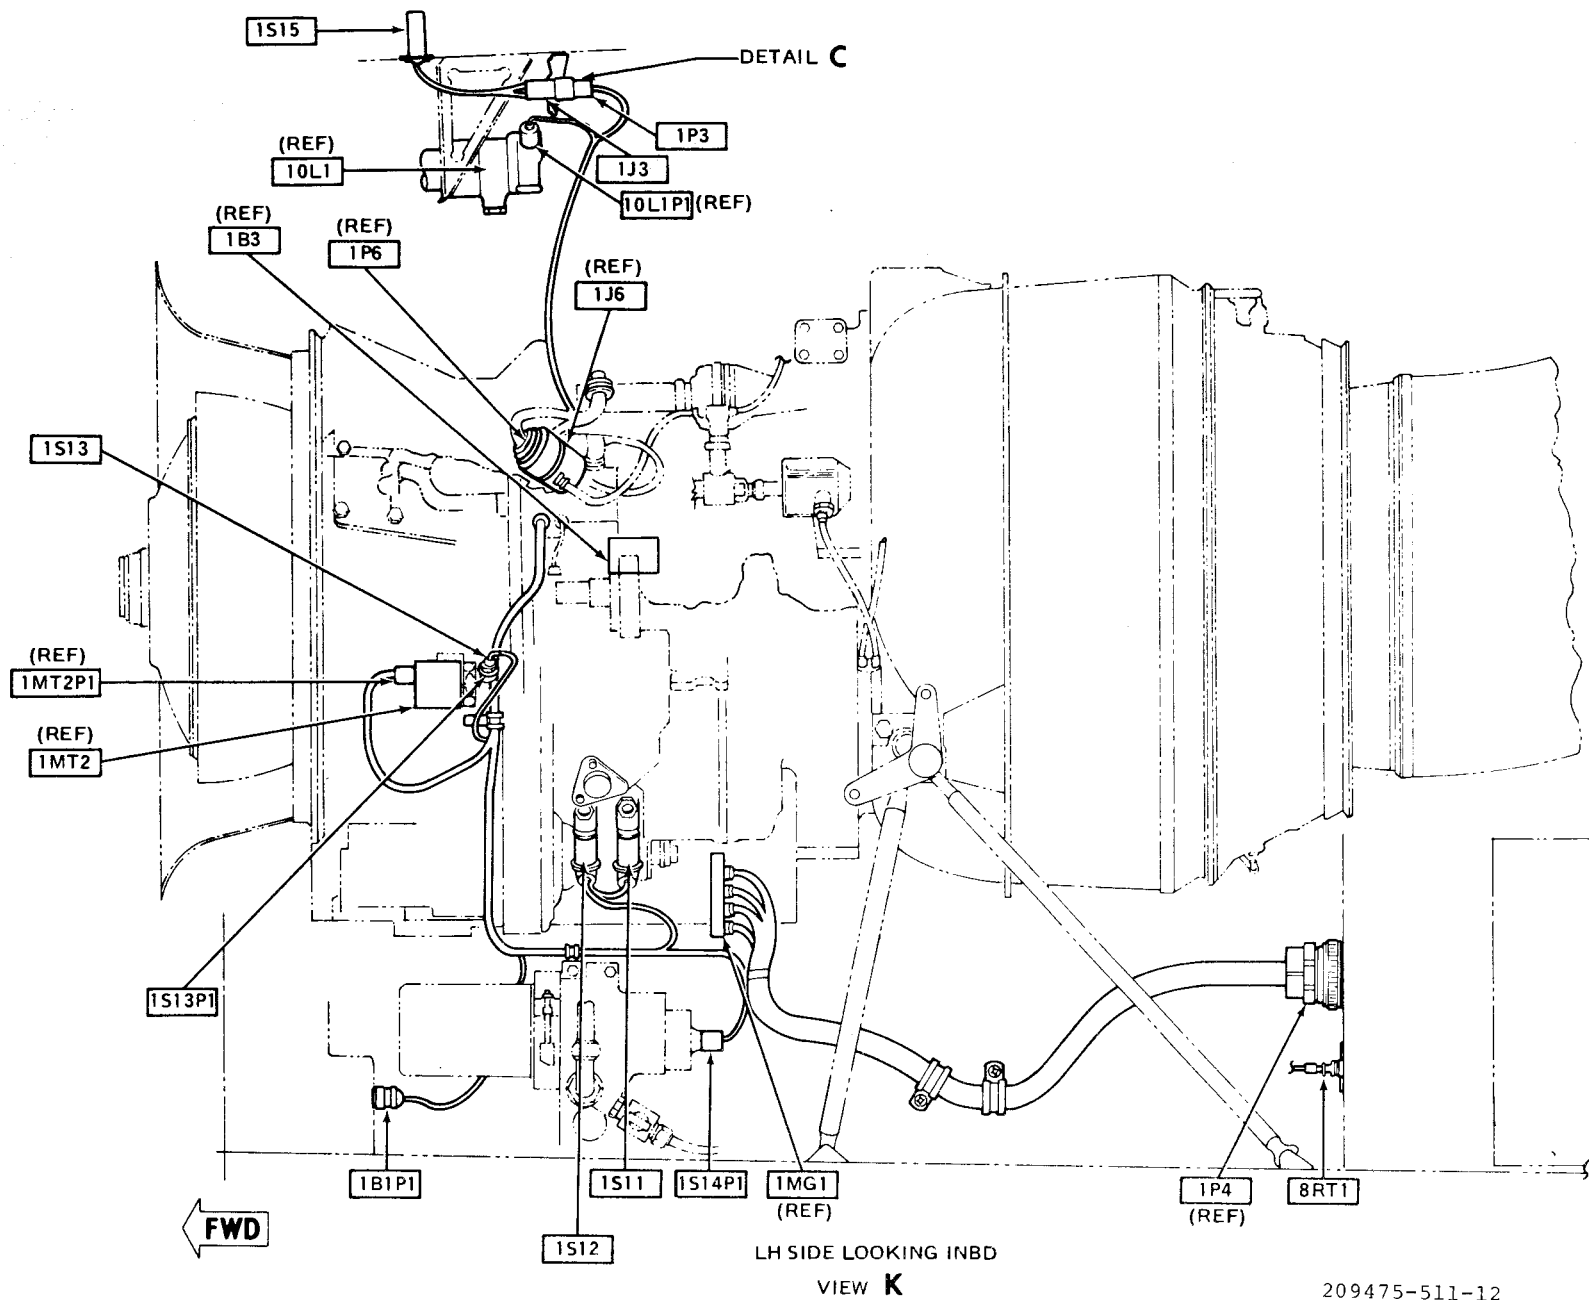 1S15
DETAIL C
1P3
(REF)
10L1
1J3
10L1P1 (REF)
(REF)
1B3
(REF)
1P6
(REF)
1J6
1S13
(REF)
1MT2P1
(REF)
1MT2
1S13P1
1B1P1
1S11
1S14P1
1MG1
(REF)
1P4
(REF)
8RT1
FWD
1S12
LH SIDE LOOKING INBD
VIEW K
209475-511-12